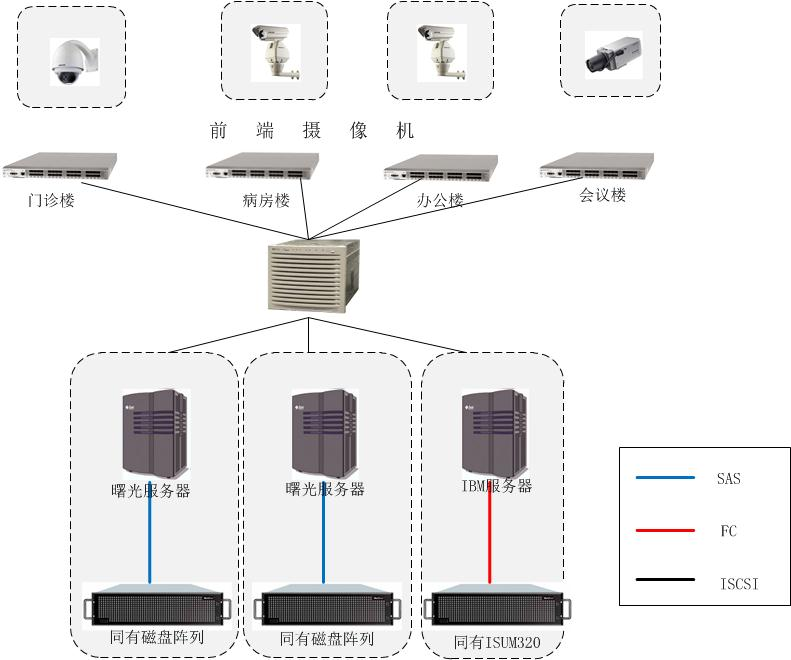 前端摄像机
门诊楼
病房楼
办公楼
会议楼
曙光服务器
曙光服务器
IBM服务器
同有磁盘阵列
同有磁盘阵列
同有ISUM320
SAS
FC
ISCSI